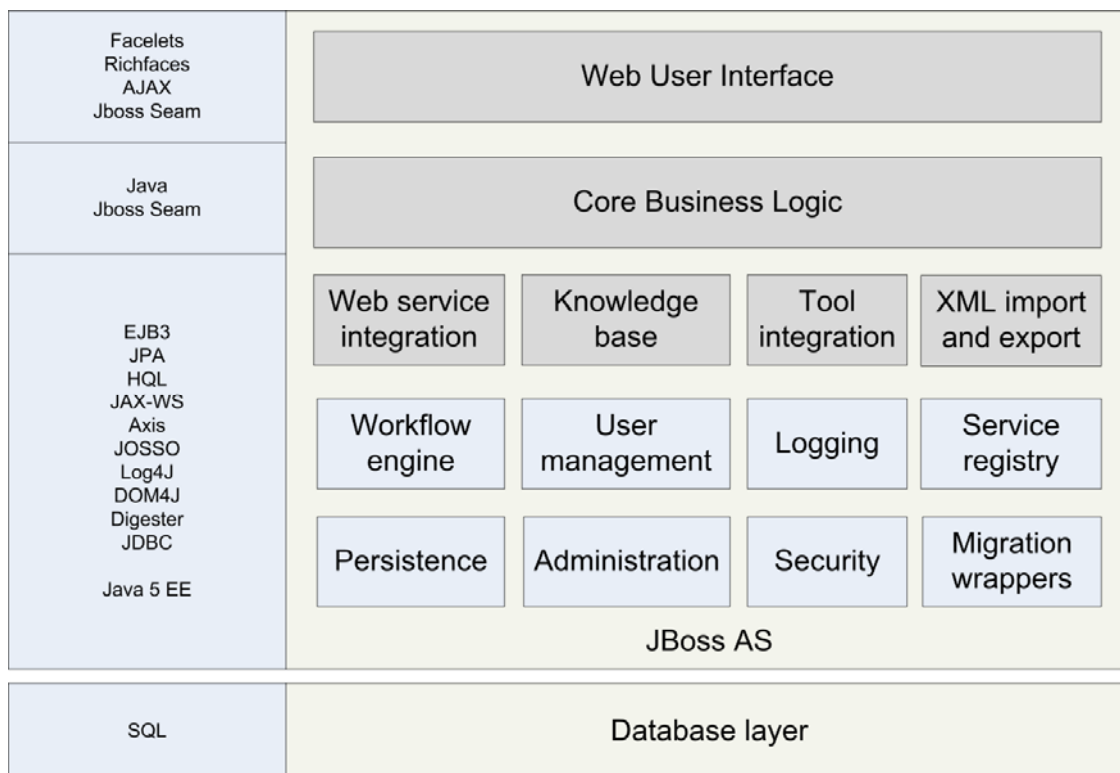 Facelets
Richfaces
AJAX
Jboss Seam
Web User Interface
Java
Jboss Seam
Core Business Logic
EJB3
JPA
HQL
JAX-WS
Axis
JOSSO
Log4J
DOM4J
Digester
JDBC
Java 5 EE
Web service
integration
Knowledge
base
Tool
integration
XML import
and export
Workflow
engine
User
management
Logging
Service
registry
Persistence
Administration
Security
Migration
wrappers
JBoss AS
SQL
Database layer